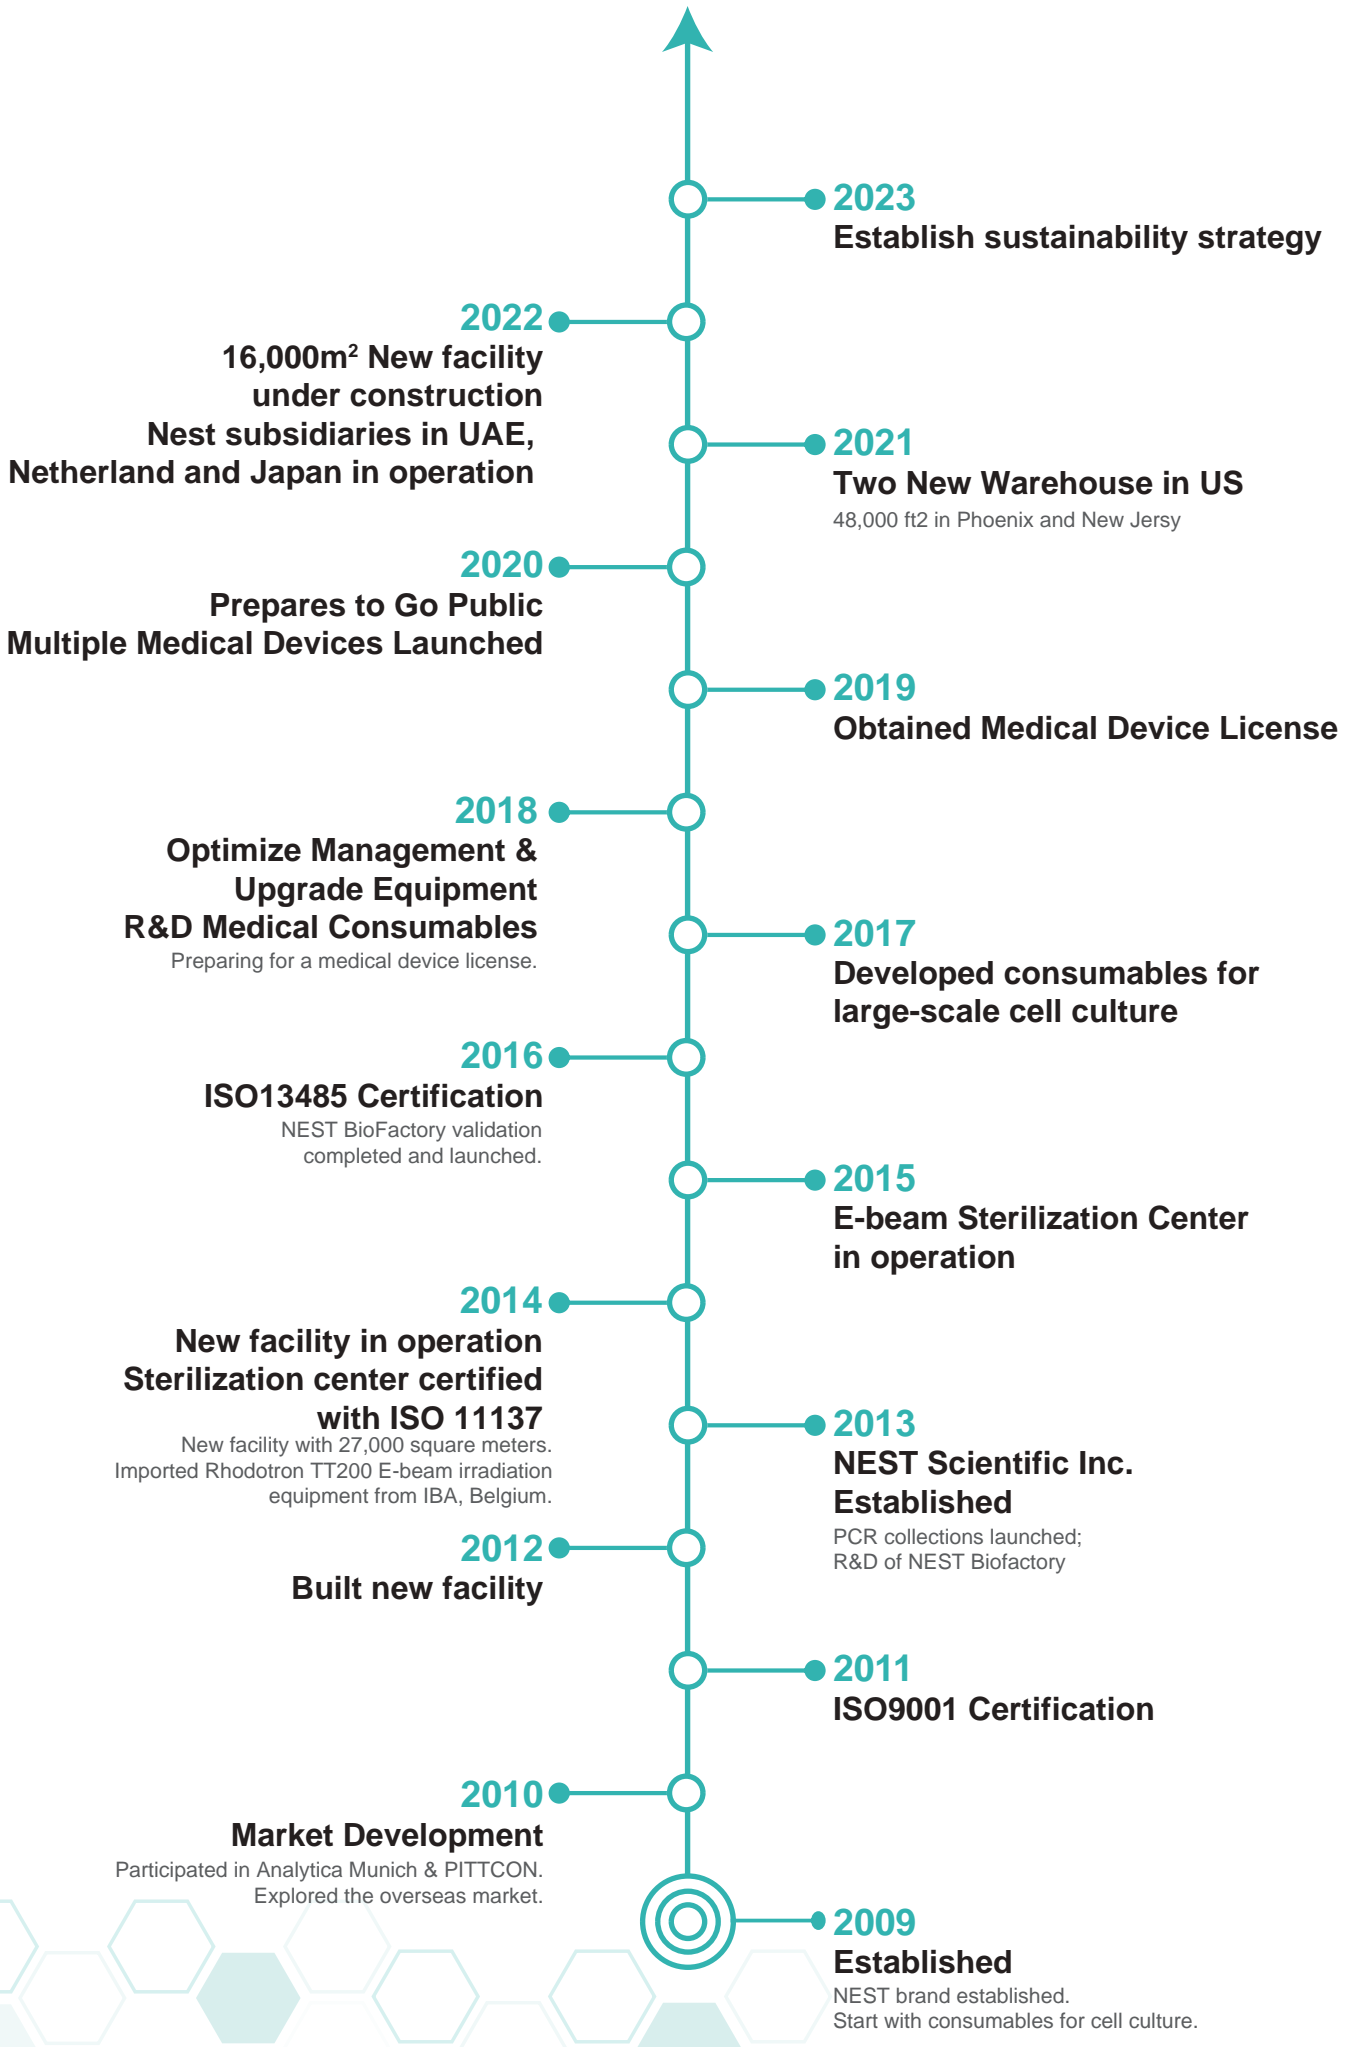 2023
Establish sustainability strategy
2022
16,000m² New facility
under construction
Nest subsidiaries in UAE,
Netherland and Japan in operation
2021
Two New Warehouse in US
48,000 ft2 in Phoenix and New Jersy
2020
Prepares to Go Public
Multiple Medical Devices Launched
2019
Obtained Medical Device License
2018
Optimize Management &
Upgrade Equipment
R&D Medical Consumables
Preparing for a medical device license.
2017
Developed consumables for
large-scale cell culture
2016
ISO13485 Certification
NEST BioFactory validation
completed and launched.
2015
E-beam Sterilization Center
in operation
2014
New facility in operation
Sterilization center certified
with ISO 11137
New facility with 27,000 square meters.
Imported Rhodotron TT200 E-beam irradiation
equipment from IBA, Belgium.
2013
NEST Scientific Inc.
Established
PCR collections launched;
R&D of NEST Biofactory
2012
Built new facility
2011
ISO9001 Certification
2010
Market Development
Participated in Analytica Munich & PITTCON.
Explored the overseas market.
2009
Established
NEST brand established.
Start with consumables for cell culture.